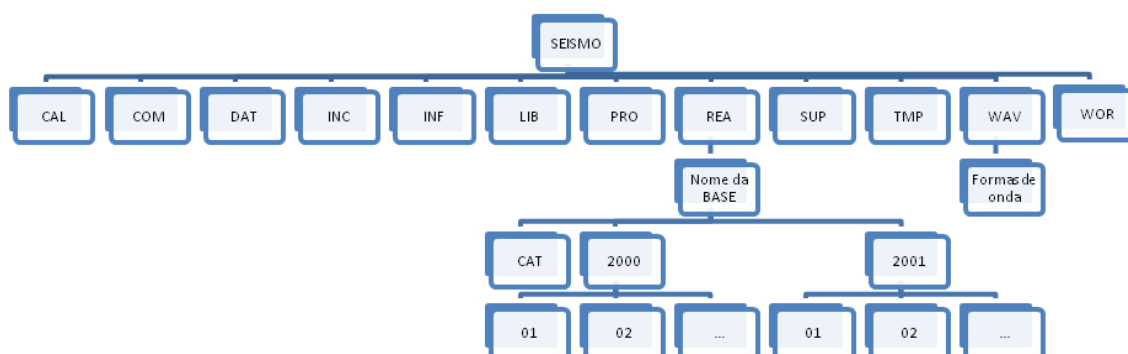 SEISMO
CAL
COM
DAT
INC
INF
LIB
PRO
REA
SUP
TMP
WAV
WOR
Nome da
BASE
Formas de
onda
CAT
2000
2001
01
02
...
01
02
...